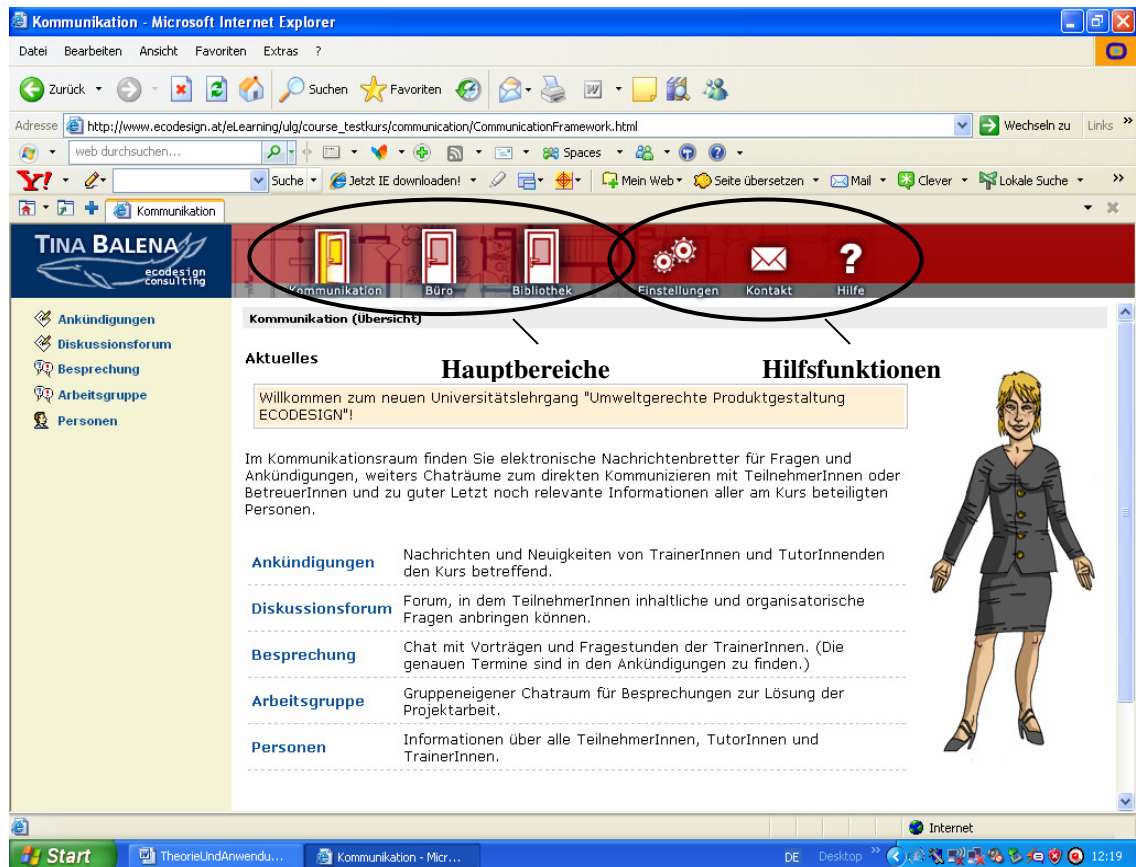 Kommunikation - Microsoft Internet Explorer
Datei Bearbeiten Ansicht Favoriten Extras ?
Zurück Suchen Favoriten
Adresse http://www.ecodesign.at/eLearning/ulg/course_testkurs/communication/CommunicationFramework.html Wechseln zu Links »
web durchsuchen... Spaces
Y! Suche Jetzt IE downloaden! Mein Web Seite übersetzen Mail Clever Lokale Suche »
Kommunikation
TINA BALENA
ecodesign
consulting
Kommunikation Büro Bibliothek Einstellungen Kontakt Hilfe
Ankündigungen
Diskussionsforum
Besprechung
Arbeitsgruppe
Personen
Kommunikation (Übersicht)
Aktuelles
Hauptbereiche Hilfsfunktionen
Willkommen zum neuen Universitätslehrgang "Umweltgerechte Produktgestaltung
ECODESIGN"!
Im Kommunikationsraum finden Sie elektronische Nachrichtenbretter für Fragen und
Ankündigungen, weiters Chaträume zum direkten Kommunizieren mit TeilnehmerInnen oder
BetreuerInnen und zu guter Letzt noch relevante Informationen aller am Kurs beteiligten
Personen.
Ankündigungen Nachrichten und Neuigkeiten von TrainerInnen und TutorInnenden
den Kurs betreffend.
Diskussionsforum Forum, in dem TeilnehmerInnen inhaltliche und organisatorische
Fragen anbringen können.
Besprechung Chat mit Vorträgen und Fragestunden der TrainerInnen. (Die
genauen Termine sind in den Ankündigungen zu finden.)
Arbeitsgruppe Gruppeneigener Chatraum für Besprechungen zur Lösung der
Projektarbeit.
Personen Informationen über alle TeilnehmerInnen, TutorInnen und
TrainerInnen.
Internet
Start TheorieUndAnwendu... Kommunikation - Micr... DE Desktop » 12:19